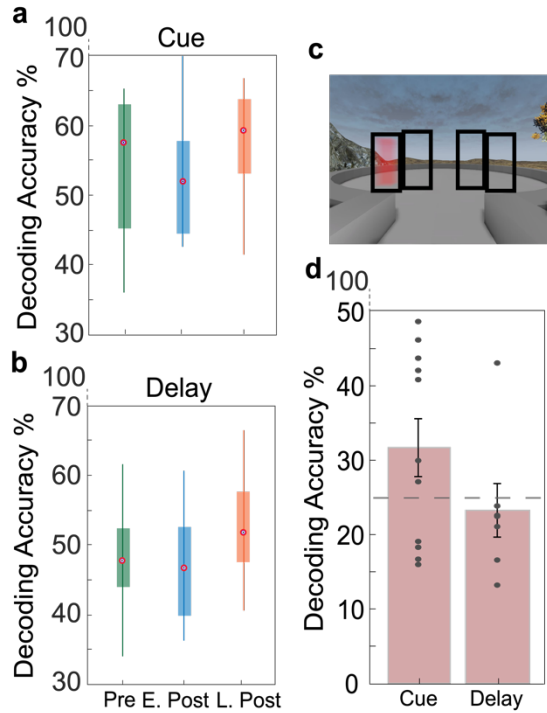 a
Cue
Decoding Accuracy %
100
70
60
50
40
30
b
Delay
Decoding Accuracy %
100
70
60
50
40
30
Pre E. Post L. Post
c
d
Decoding Accuracy %
100
50
40
30
20
10
0
Cue Delay